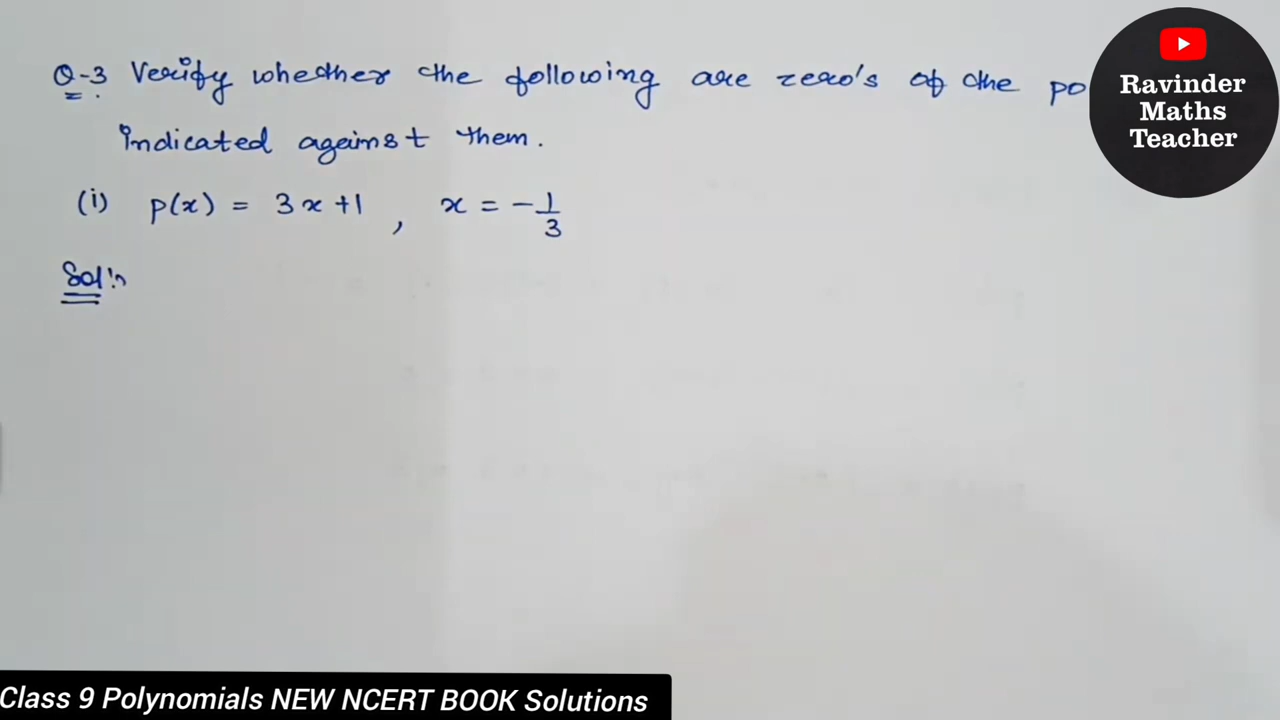 Q-3 Verify whether the following are zero's of the po
indicated against them.
(i) p(x) = 3x+1 , x = -1/3
Sol!n
Ravinder
Maths
Teacher
Class 9 Polynomials NEW NCERT BOOK Solutions